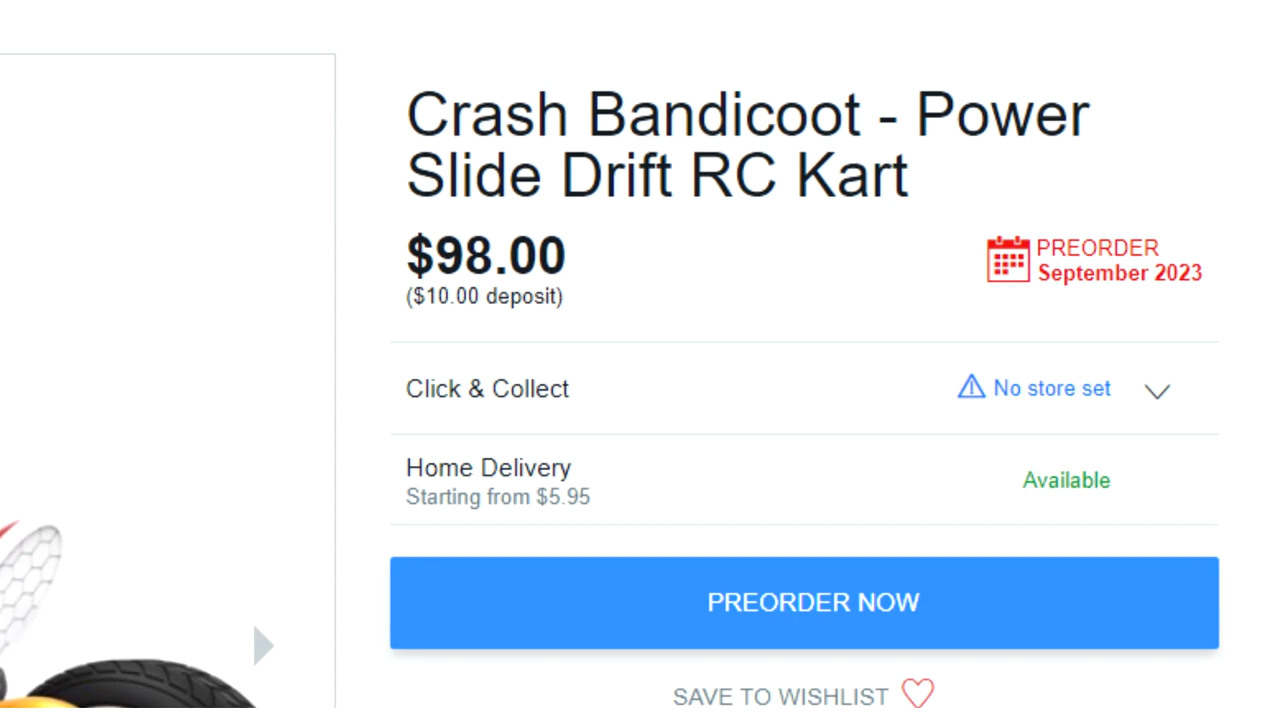 Crash Bandicoot - Power
Slide Drift RC Kart
$98.00
($10.00 deposit)
PREORDER
September 2023
Click & Collect
No store set
Home Delivery
Starting from $5.95
Available
PREORDER NOW
SAVE TO WISHLIST